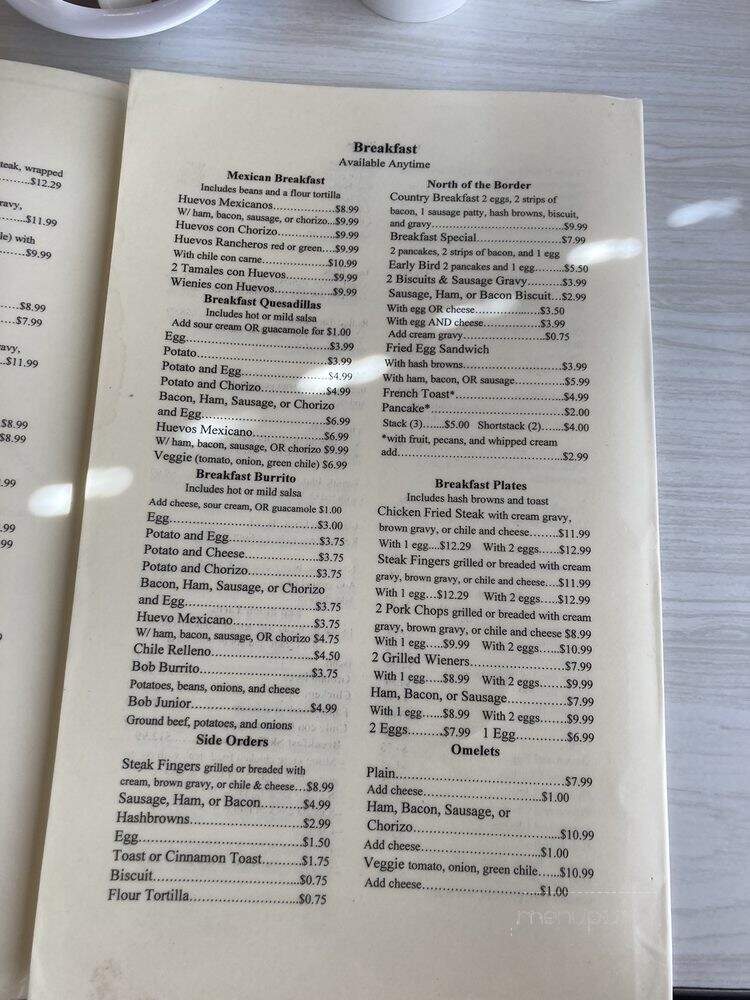 teak, wrapped
........$12.29
ravy,
......$11.99
le) with
......$9.99
...$8.99
....$7.99
avy,
...$11.99
$8.99
$8.99
.99
.99
99
Breakfast
Available Anytime
Mexican Breakfast
Includes beans and a flour tortilla
Huevos Mexicanos...................$8.99
W/ ham, bacon, sausage, or chorizo...$9.99
Huevos con Chorizo.................$9.99
Huevos Rancheros red or green....$9.99
With chile con carne...................$10.99
2 Tamales con Huevos...............$9.99
Wienies con Huevos..................$9.99
Breakfast Quesadillas
Includes hot or mild salsa
Add sour cream OR guacamole for $1.00
Egg.......................................$3.99
Potato....................................$3.99
Potato and Egg........................$4.99
Potato and Chorizo...................$4.99
Bacon, Ham, Sausage, or Chorizo
and Egg.................................$6.99
Huevos Mexicano....................$6.99
W/ ham, bacon, sausage, OR chorizo $9.99
Veggie (tomato, onion, green chile) $6.99
Breakfast Burrito
Includes hot or mild salsa
Add cheese, sour cream, OR guacamole $1.00
Egg.......................................$3.00
Potato and Egg........................$3.75
Potato and Cheese....................$3.75
Potato and Chorizo...................$3.75
Bacon, Ham, Sausage, or Chorizo
and Egg.................................$3.75
Huevo Mexicano......................$3.75
W/ ham, bacon, sausage, OR chorizo $4.75
Chile Relleno..........................$4.50
Bob Burrito.............................$3.75
Potatoes, beans, onions, and cheese
Bob Junior..............................$4.99
Ground beef, potatoes, and onions
Side Orders
Steak Fingers grilled or breaded with
cream, brown gravy, or chile & cheese...$8.99
Sausage, Ham, or Bacon..........$4.99
Hashbrowns............................$2.99
Egg.......................................$1.50
Toast or Cinnamon Toast..........$1.75
Biscuit...................................$0.75
Flour Tortilla...........................$0.75
North of the Border
Country Breakfast 2 eggs, 2 strips of
bacon, 1 sausage patty, hash browns, biscuit,
and gravy.................................$9.99
Breakfast Special.....................$7.99
2 pancakes, 2 strips of bacon, and 1 egg
Early Bird 2 pancakes and 1 egg........$5.50
2 Biscuits & Sausage Gravy.........$3.99
Sausage, Ham, or Bacon Biscuit...$2.99
With egg OR cheese...................$3.50
With egg AND cheese.................$3.99
Add cream gravy.......................$0.75
Fried Egg Sandwich
With hash browns......................$3.99
With ham, bacon, OR sausage.............$5.99
French Toast*..........................$4.99
Pancake*................................$2.00
Stack (3)......$5.00 Shortstack (2)......$4.00
*with fruit, pecans, and whipped cream
add.......................................$2.99
Breakfast Plates
Includes hash browns and toast
Chicken Fried Steak with cream gravy,
brown gravy, or chile and cheese........$11.99
With 1 egg....$12.29 With 2 eggs......$12.99
Steak Fingers grilled or breaded with cream
gravy, brown gravy, or chile and cheese....$11.99
With 1 egg...$12.29 With 2 eggs.....$12.99
2 Pork Chops grilled or breaded with cream
gravy, brown gravy, or chile and cheese $8.99
With 1 egg.....$9.99 With 2 eggs......$10.99
2 Grilled Wieners......................$7.99
With 1 egg.....$8.99 With 2 eggs.......$9.99
Ham, Bacon, or Sausage.............$7.99
With 1 egg......$8.99 With 2 eggs......$9.99
2 Eggs........$7.99 1 Egg.............$6.99
Omelets
Plain......................................$7.99
Add cheese..............................$1.00
Ham, Bacon, Sausage, or
Chorizo..................................$10.99
Add cheese..............................$1.00
Veggie tomato, onion, green chile......$10.99
Add cheese..............................$1.00